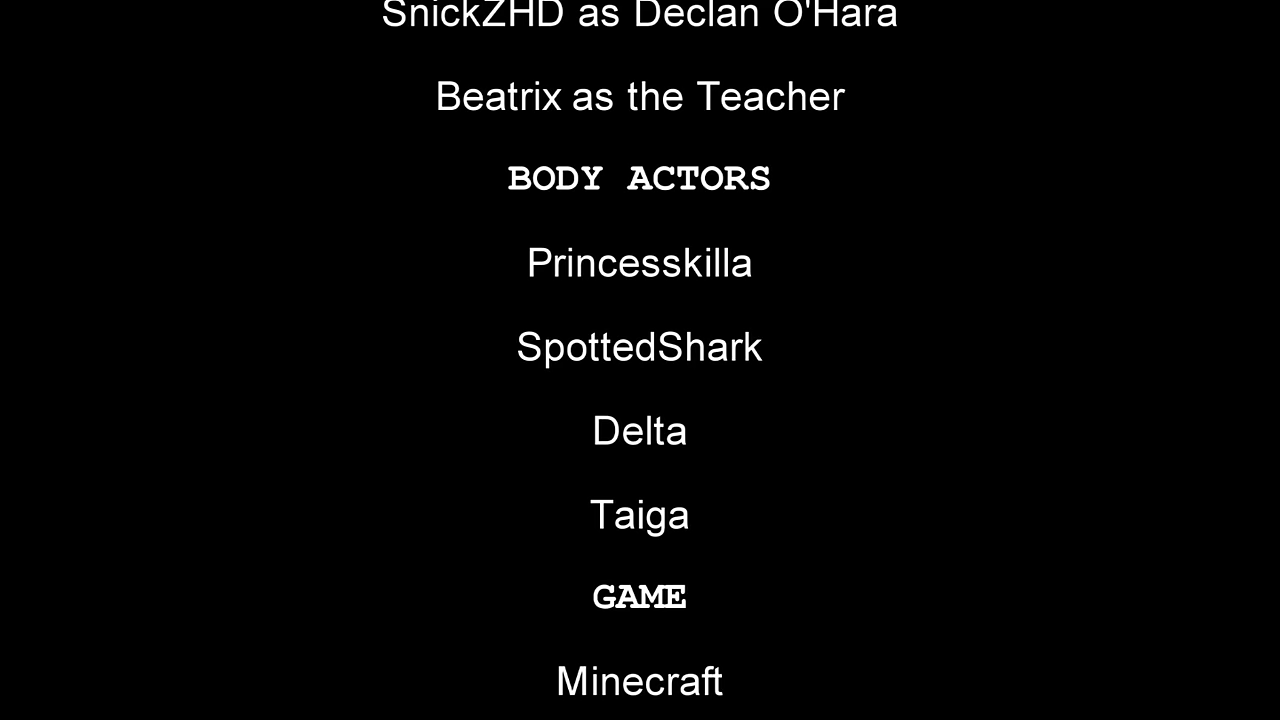 SnickZHD as Declan O'Hara
Beatrix as the Teacher
BODY ACTORS
Princesskilla
SpottedShark
Delta
Taiga
GAME
Minecraft